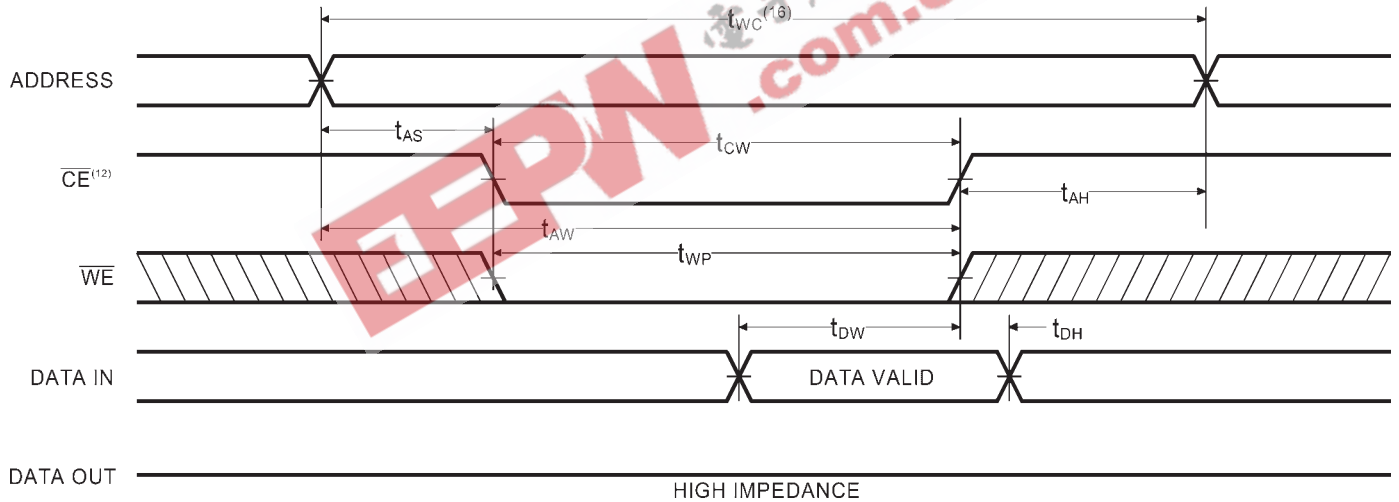 tWC(16)
ADDRESS
tAS
tCW
CE(12)
tAH
tAW
tWP
WE
tDW
tDH
DATA IN
DATA VALID
DATA OUT
HIGH IMPEDANCE
EEPW
.com.